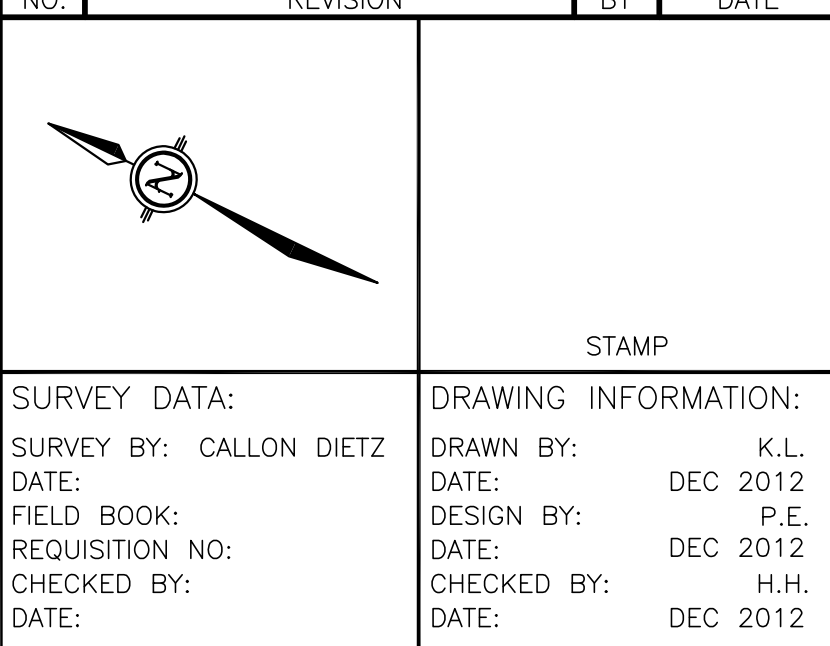 NO. REVISION BY DATE
N
STAMP
SURVEY DATA:
SURVEY BY: CALLON DIETZ
DATE:
FIELD BOOK:
REQUISITION NO:
CHECKED BY:
DATE:
DRAWING INFORMATION:
DRAWN BY: K.L.
DATE: DEC 2012
DESIGN BY: P.E.
DATE: DEC 2012
CHECKED BY: H.H.
DATE: DEC 2012